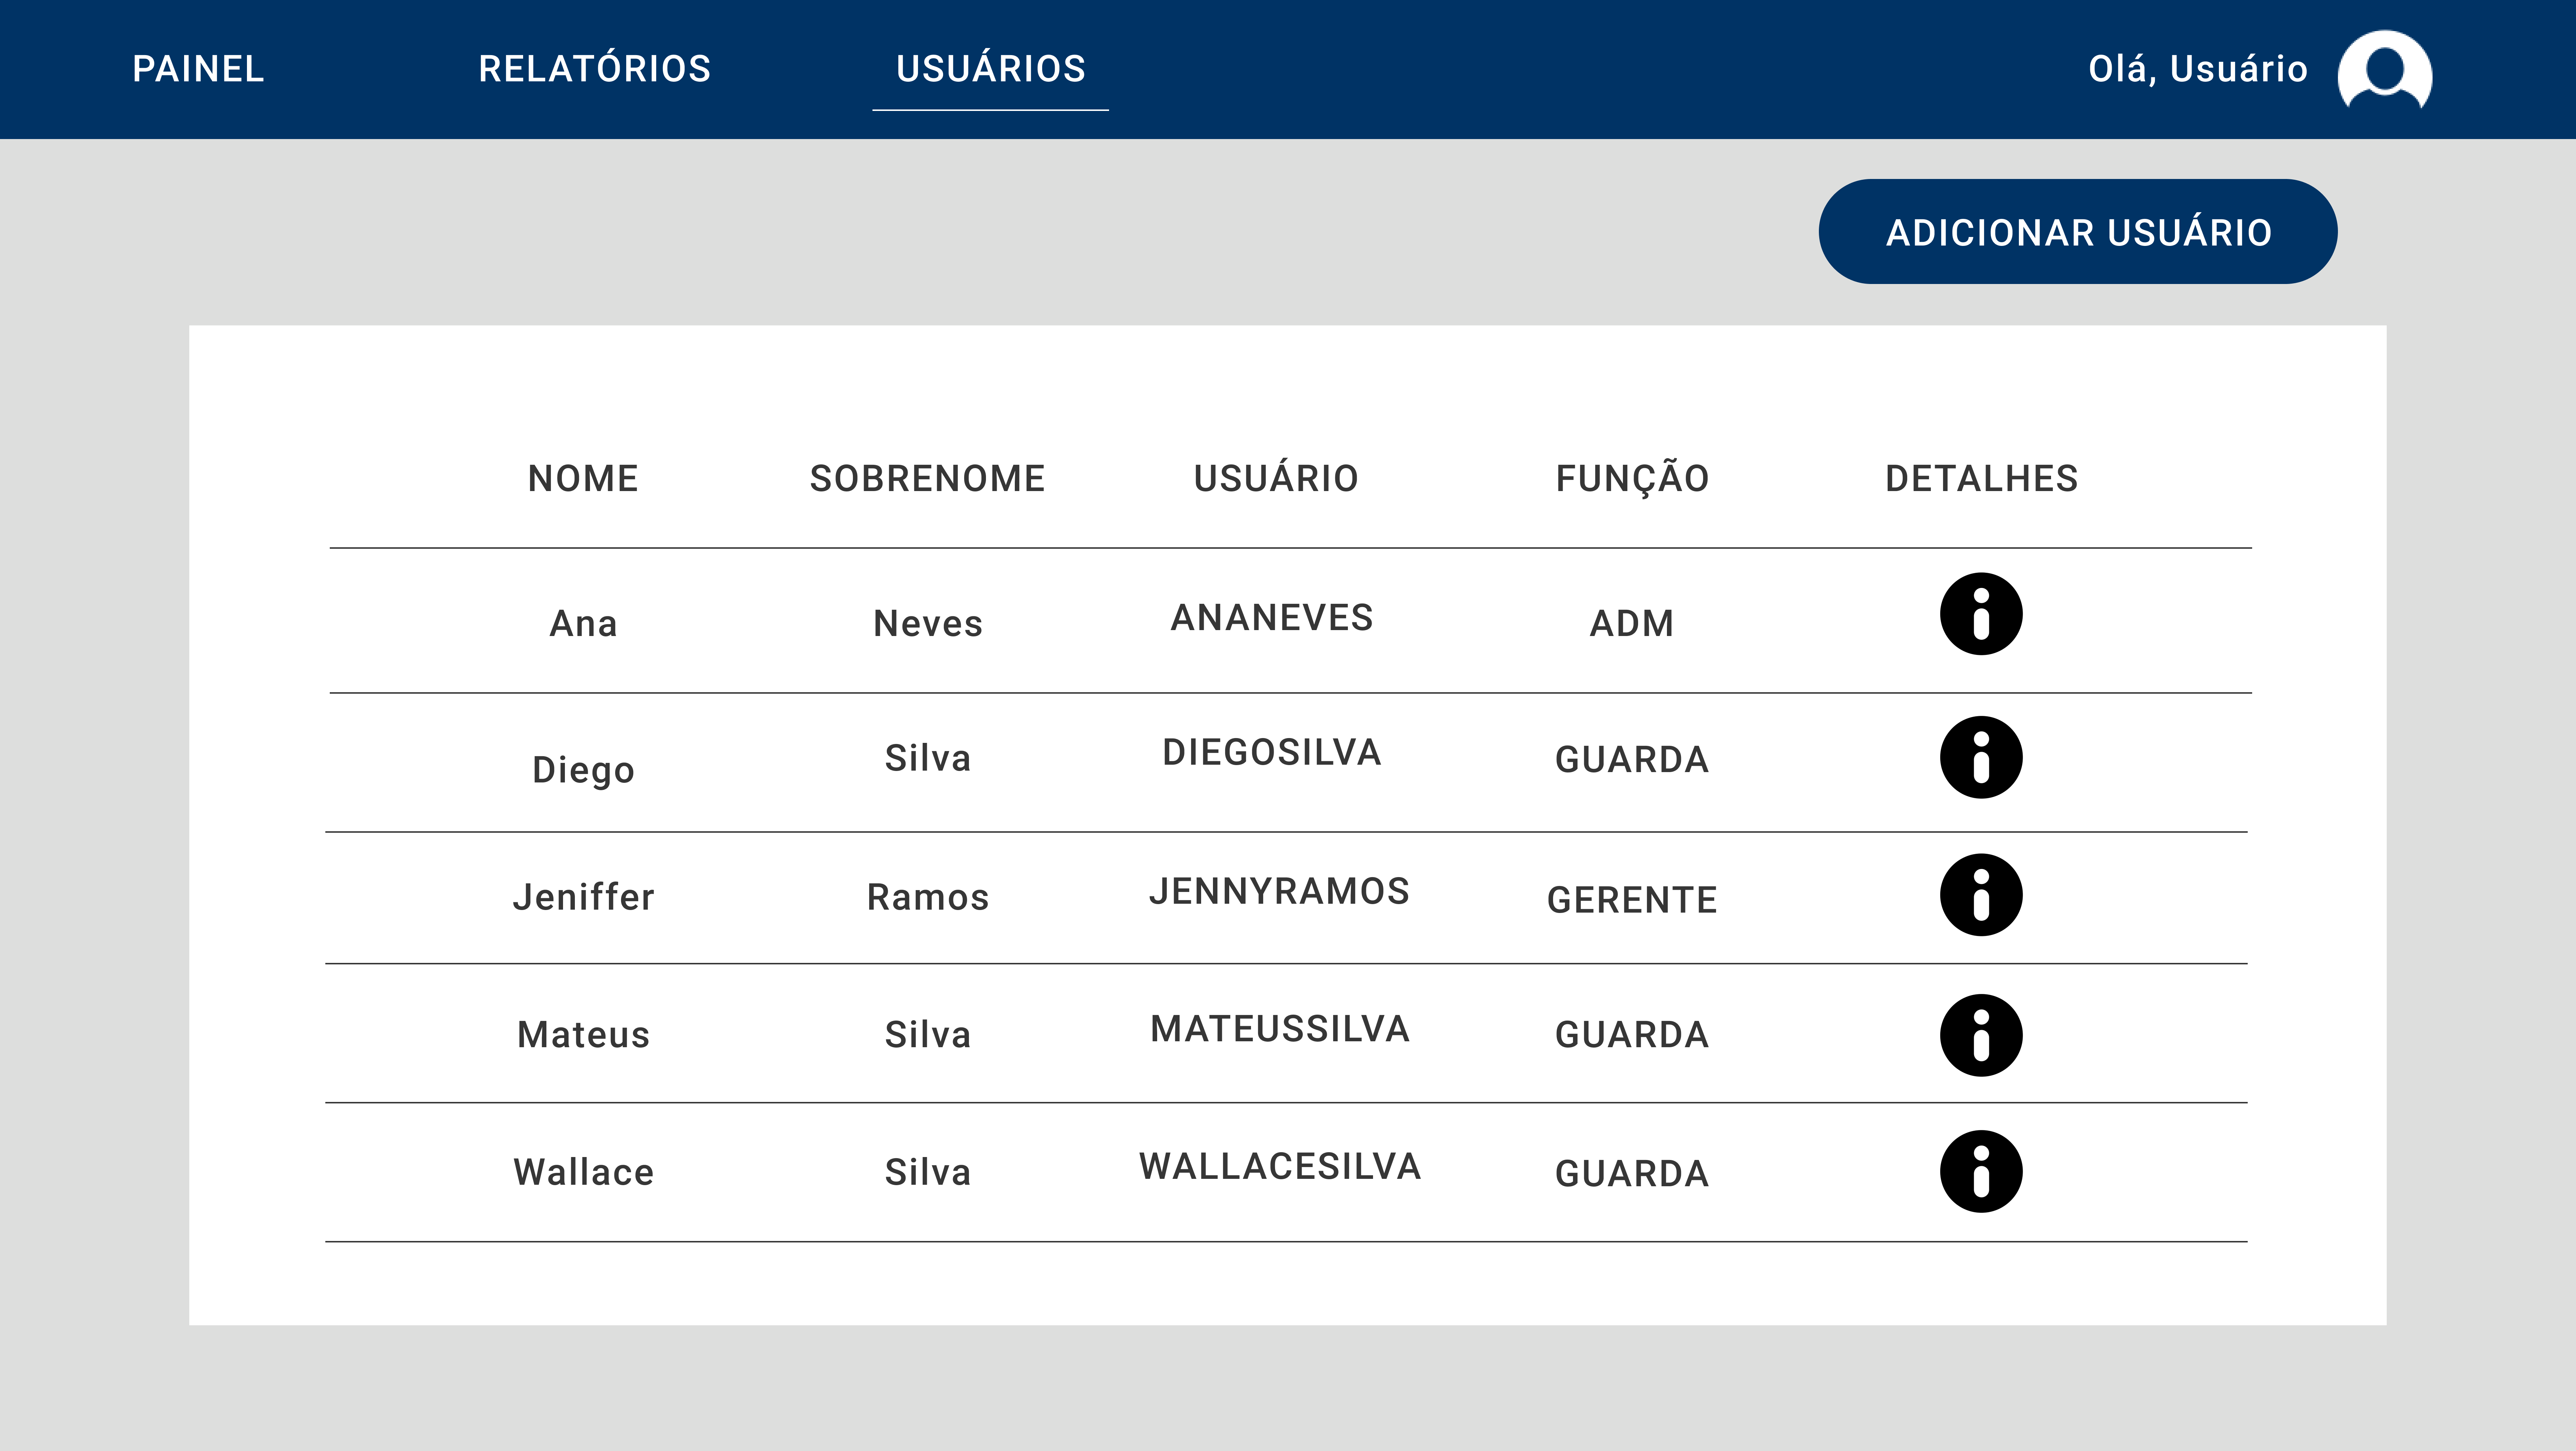 PAINEL RELATÓRIOS USUÁRIOS Olá, Usuário
ADICIONAR USUÁRIO
NOME SOBRENOME USUÁRIO FUNÇÃO DETALHES
Ana Neves ANANEVES ADM
Diego Silva DIEGOSILVA GUARDA
Jeniffer Ramos JENNYRAMOS GERENTE
Mateus Silva MATEUSSILVA GUARDA
Wallace Silva WALLACESILVA GUARDA